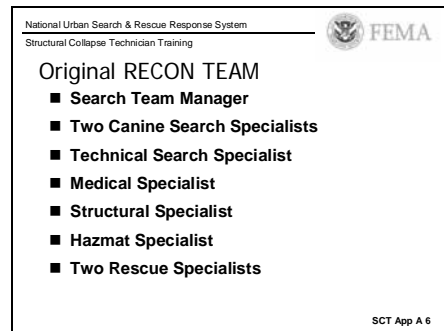 National Urban Search & Rescue Response System
Structural Collapse Technician Training
FEMA
Original RECON TEAM
■ Search Team Manager
■ Two Canine Search Specialists
■ Technical Search Specialist
■ Medical Specialist
■ Structural Specialist
■ Hazmat Specialist
■ Two Rescue Specialists
SCT App A 6